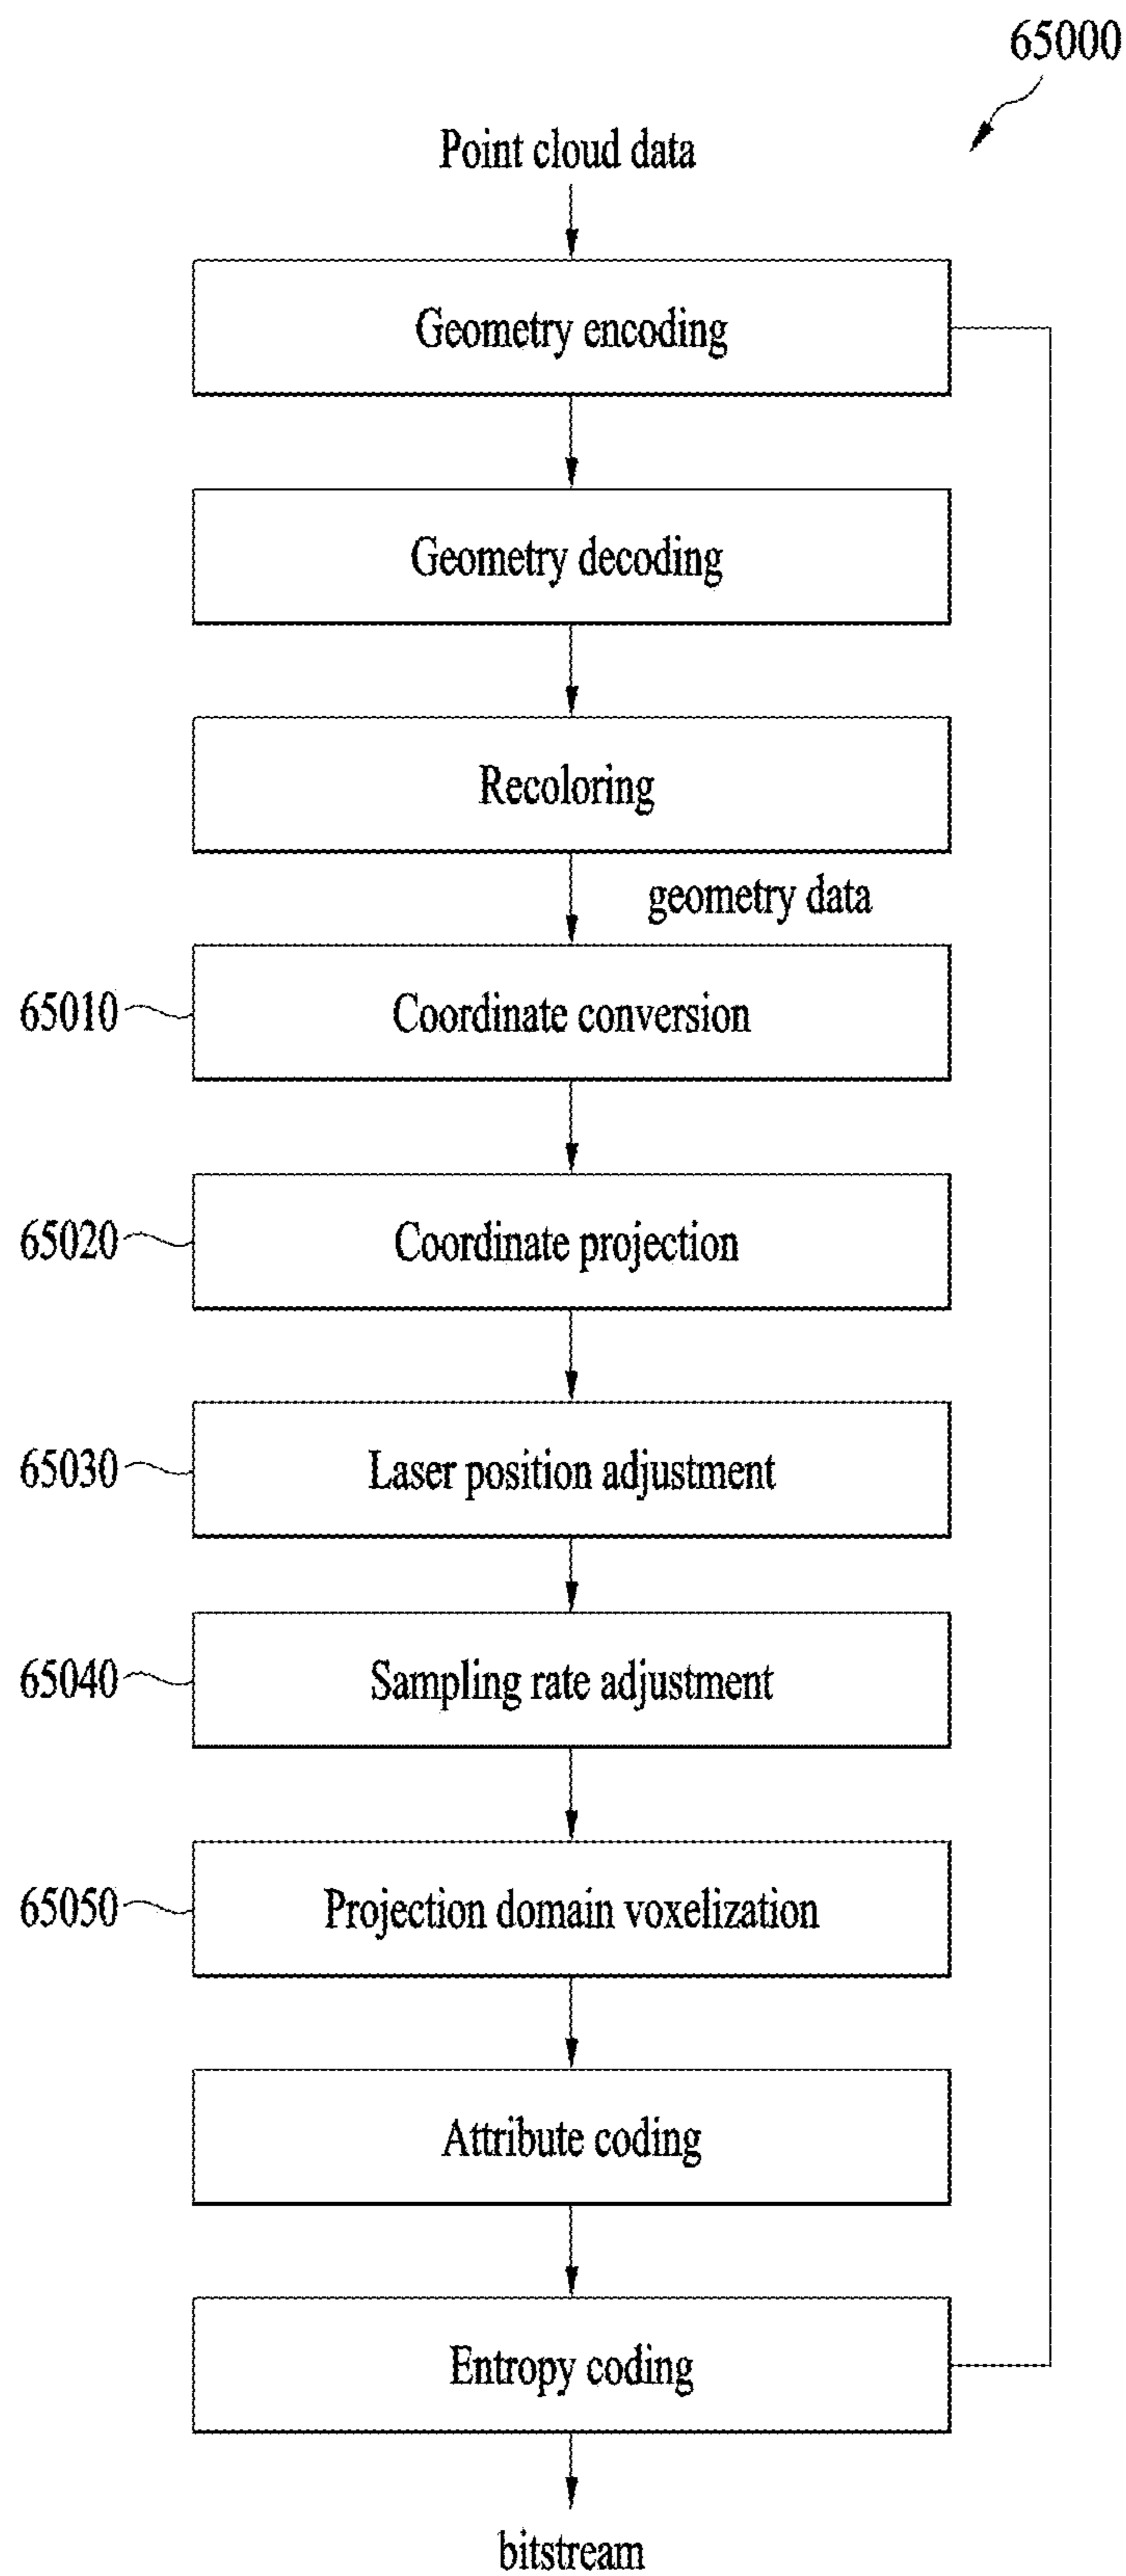 65000
Point cloud data
Geometry encoding
Geometry decoding
Recoloring
geometry data
65010
Coordinate conversion
65020
Coordinate projection
65030
Laser position adjustment
65040
Sampling rate adjustment
65050
Projection domain voxelization
Attribute coding
Entropy coding
bitstream